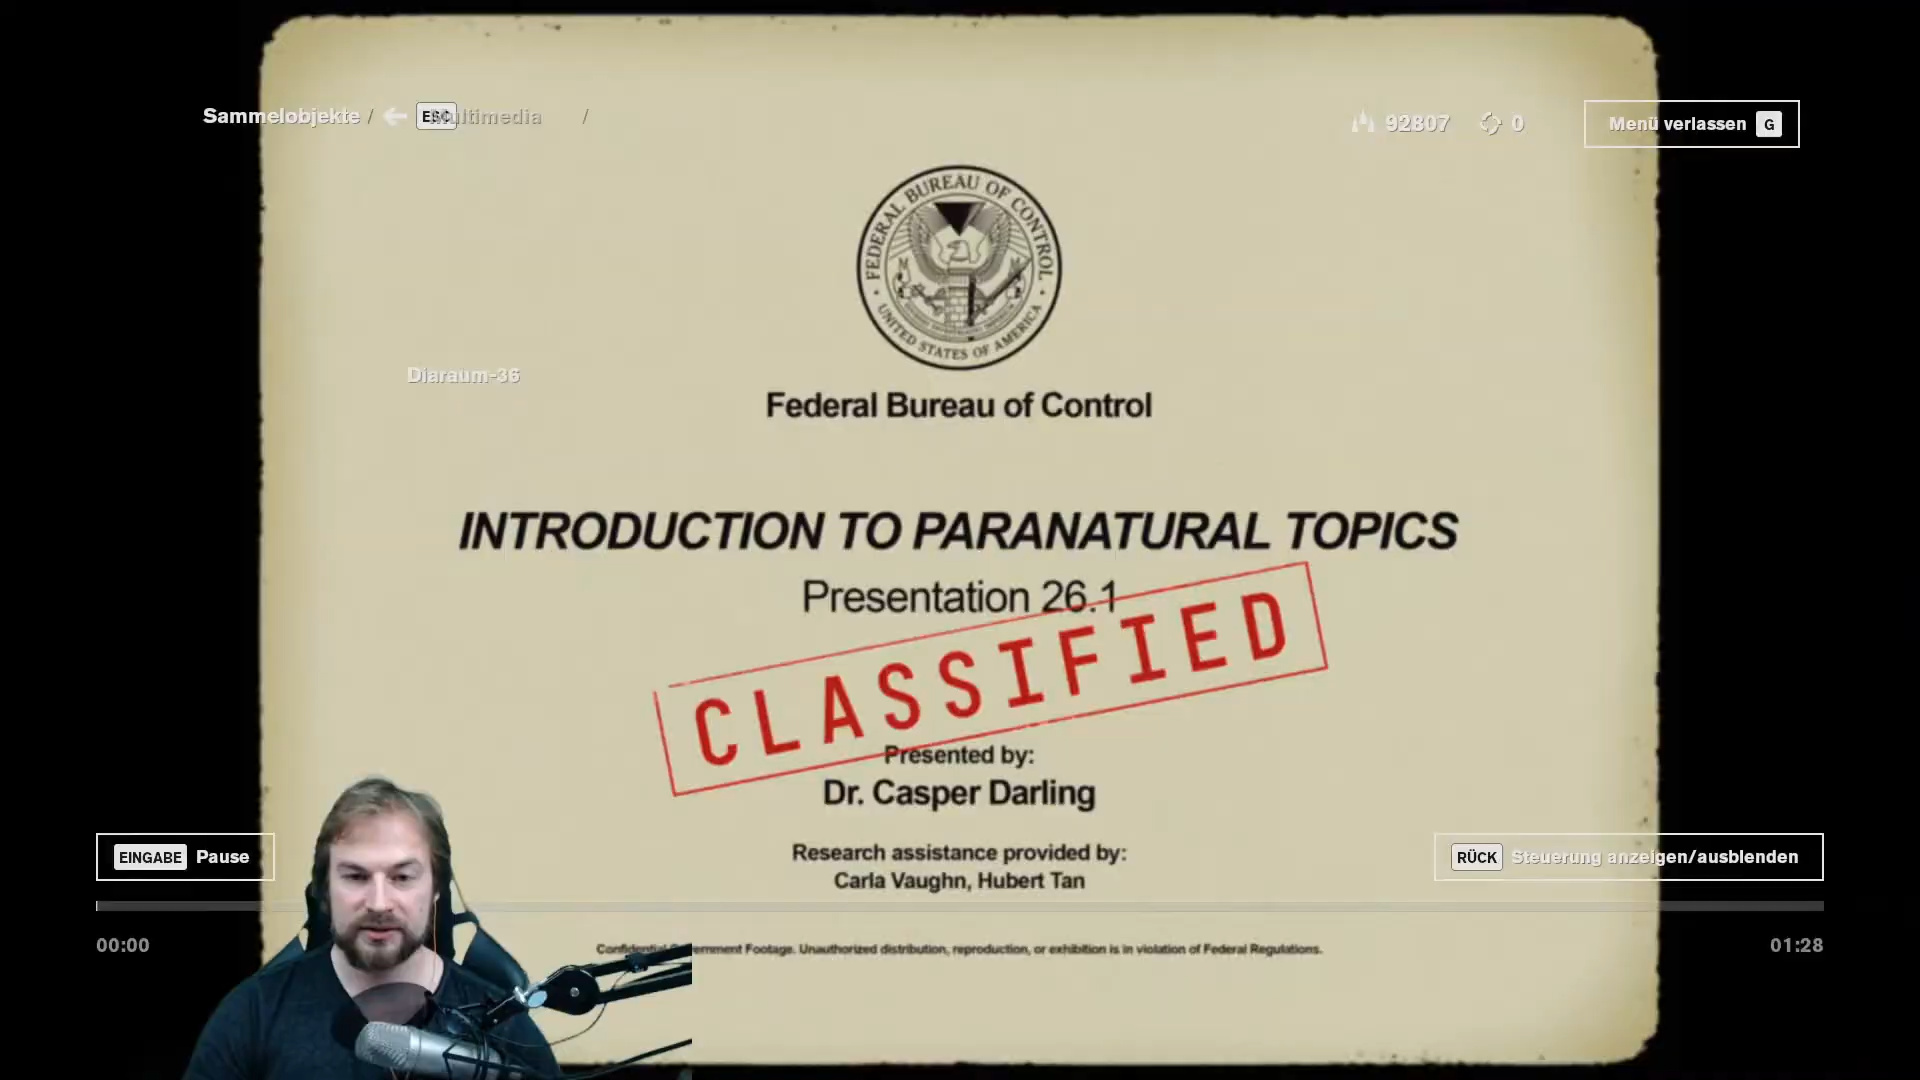 Sammelobjekte / ESC Multimedia /
92807 0
Menü verlassen G
FEDERAL BUREAU OF CONTROL
UNITED STATES OF AMERICA
Diaraum-36
Federal Bureau of Control
INTRODUCTION TO PARANATURAL TOPICS
Presentation 26.1
CLASSIFIED
Presented by:
Dr. Casper Darling
EINGABE Pause
RÜCK Steuerung anzeigen/ausblenden
Research assistance provided by:
Carla Vaughn, Hubert Tan
00:00
01:28
Confidential Government Footage. Unauthorized distribution, reproduction, or exhibition is in violation of Federal Regulations.